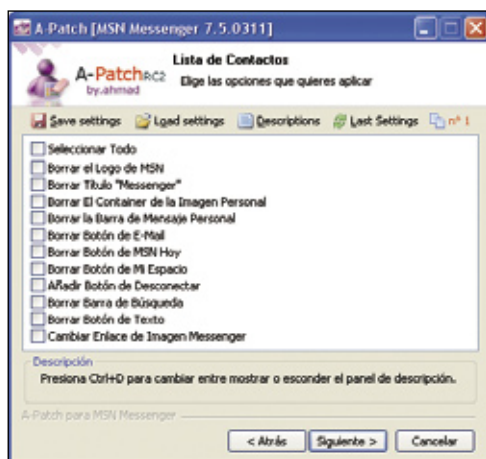 A-Patch [MSN Messenger 7.5.0311]
Lista de Contactos
A-PatchRC2
Elige las opciones que quieres aplicar
by.ahmad
Save settings Load settings Descriptions Last Settings nº 1
Seleccionar Todo
Borrar el Logo de MSN
Borrar Título "Messenger"
Borrar El Container de la Imagen Personal
Borrar la Barra de Mensaje Personal
Borrar Botón de E-Mail
Borrar Botón de MSN Hoy
Borrar Botón de Mi Espacio
Añadir Botón de Desconectar
Borrar Barra de Búsqueda
Borrar Botón de Texto
Cambiar Enlace de Imagen Messenger
Descripción
Presiona Ctrl+D para cambiar entre mostrar o esconder el panel de descripción.
A-Patch para MSN Messenger
< Atrás Siguiente > Cancelar